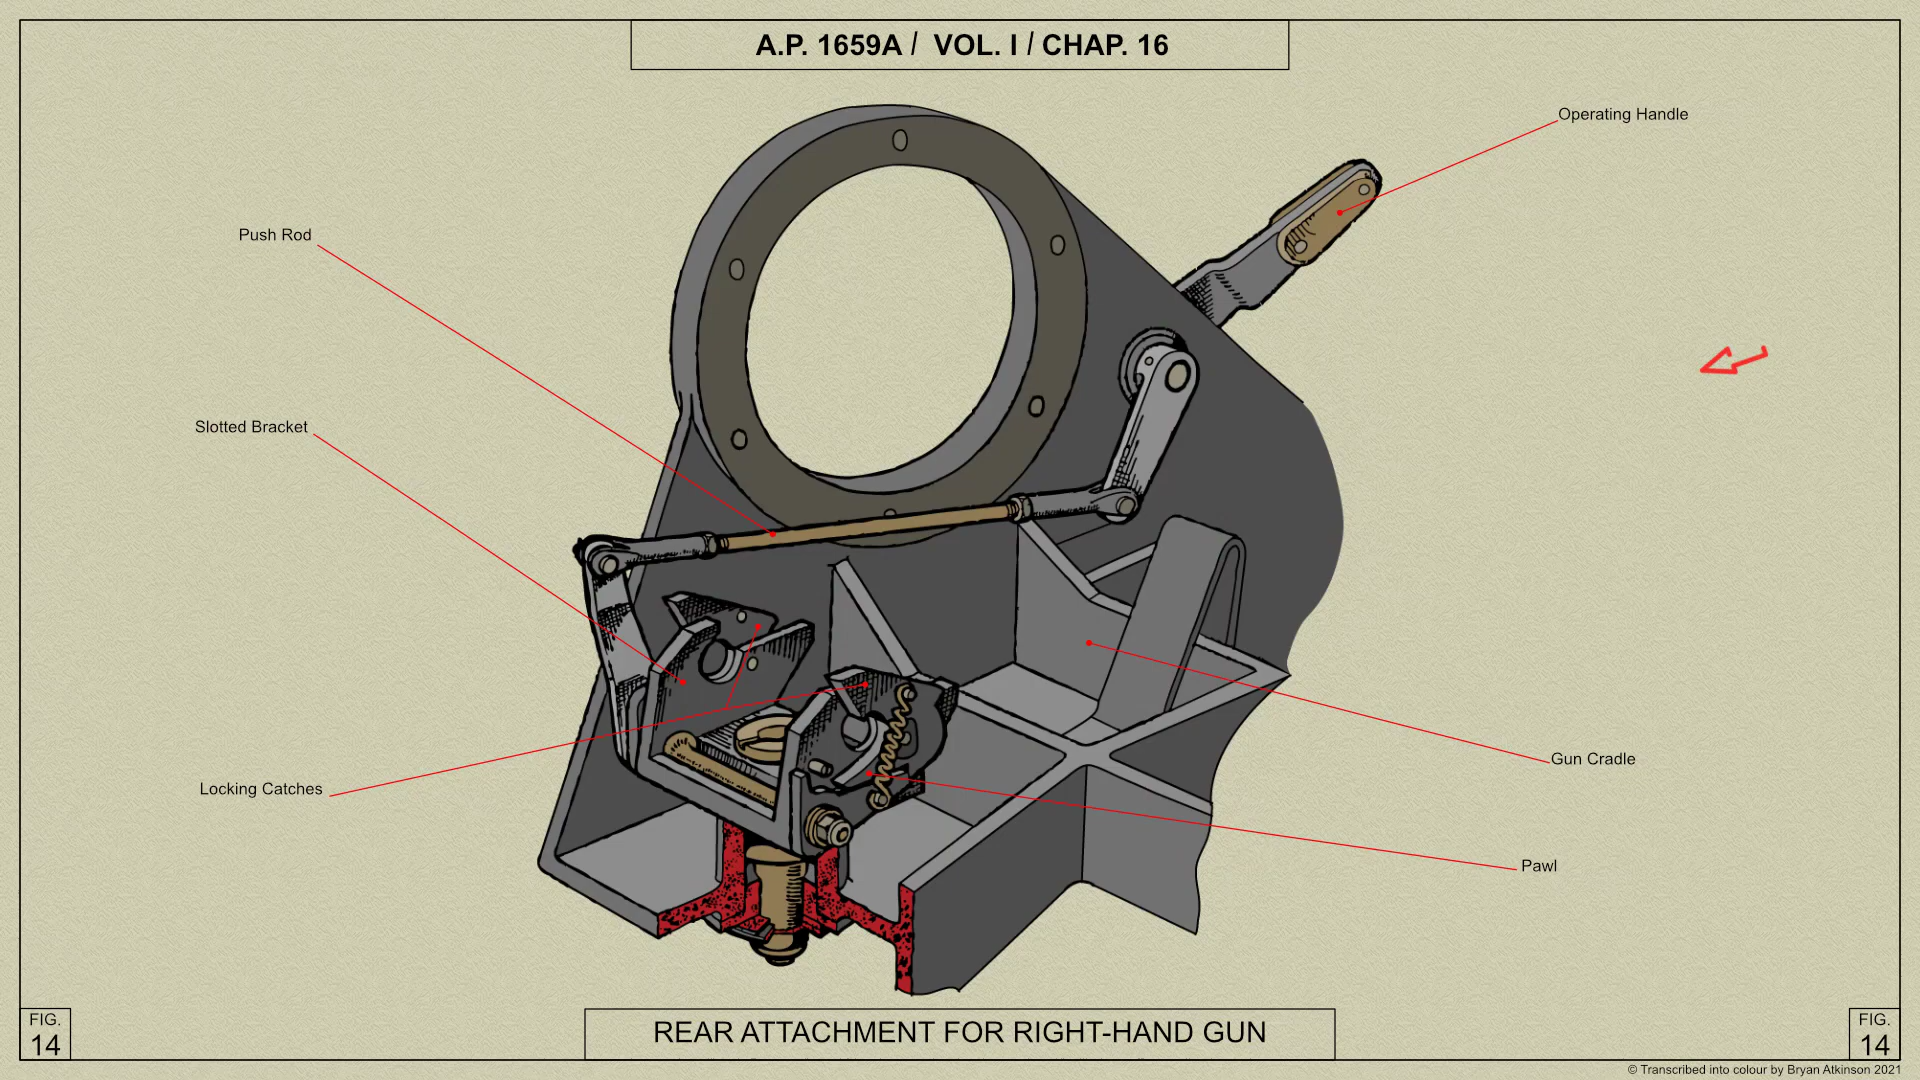 A.P. 1659A / VOL. I / CHAP. 16
Operating Handle
Push Rod
Slotted Bracket
Gun Cradle
Locking Catches
Pawl
FIG.
14
REAR ATTACHMENT FOR RIGHT-HAND GUN
FIG.
14
© Transcribed into colour by Bryan Atkinson 2021